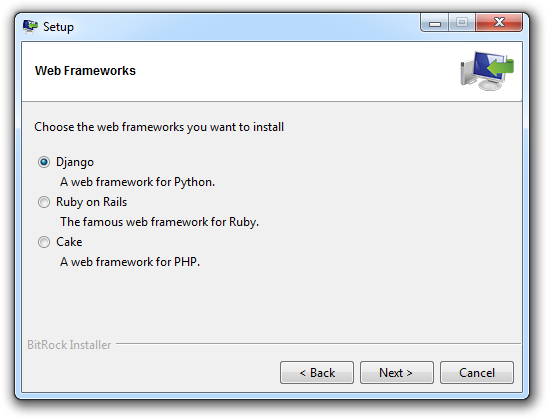 Setup
Web Frameworks
Choose the web frameworks you want to install
Django
A web framework for Python.
Ruby on Rails
The famous web framework for Ruby.
Cake
A web framework for PHP.
BitRock Installer
< Back Next > Cancel